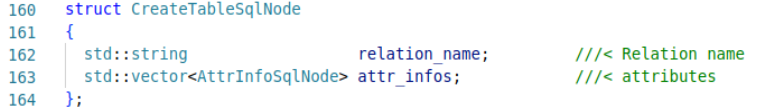 160 struct CreateTableSqlNode
161 {
162   std::string                    relation_name;         ///< Relation name
163   std::vector<AttrInfoSqlNode> attr_infos;            ///< attributes
164 };